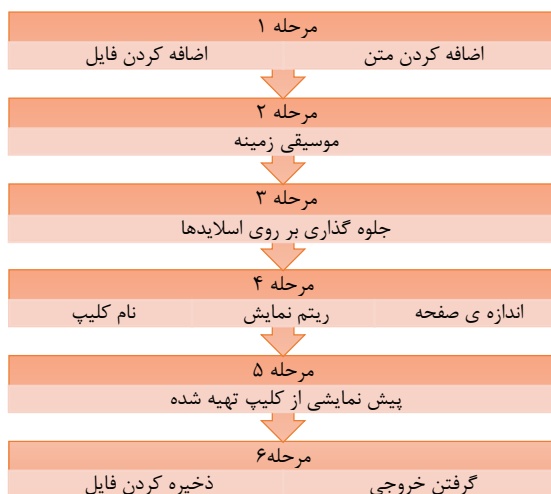 مرحله ۱
اضافه کردن متن اضافه کردن فایل
مرحله ۲
موسیقی زمینه
مرحله ۳
جلوه گذاری بر روی اسلایدها
مرحله ۴
اندازه ی صفحه ریتم نمایش نام کلیپ
مرحله ۵
پیش نمایشی از کلیپ تهیه شده
مرحله۶
گرفتن خروجی ذخیره کردن فایل